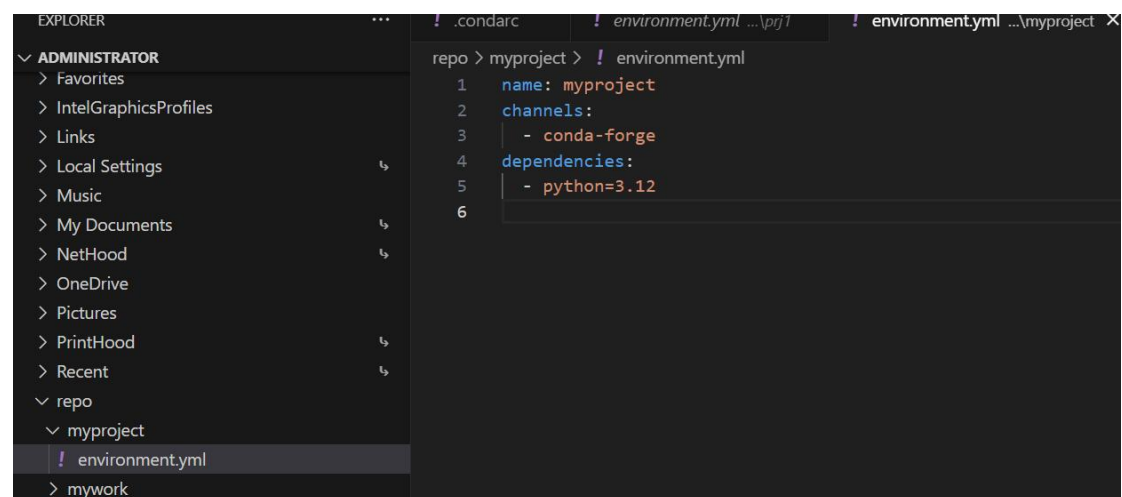 EXPLORER ...
ADMINISTRATOR
Favorites
IntelGraphicsProfiles
Links
Local Settings
Music
My Documents
NetHood
OneDrive
Pictures
PrintHood
Recent
repo
myproject
! environment.yml
mywork
! .condarc ! environment.yml ...\prj1 ! environment.yml ...\myproject
repo > myproject > ! environment.yml
1 name: myproject
2 channels:
3 - conda-forge
4 dependencies:
5 - python=3.12
6